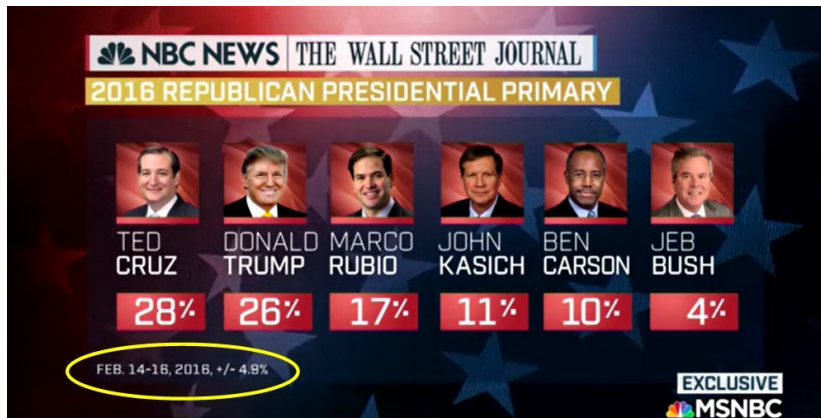 NBC NEWS THE WALL STREET JOURNAL
2016 REPUBLICAN PRESIDENTIAL PRIMARY
TED CRUZ
28%
DONALD TRUMP
26%
MARCO RUBIO
17%
JOHN KASICH
11%
BEN CARSON
10%
JEB BUSH
4%
FEB. 14-16, 2016, +/- 4.9%
EXCLUSIVE
MSNBC